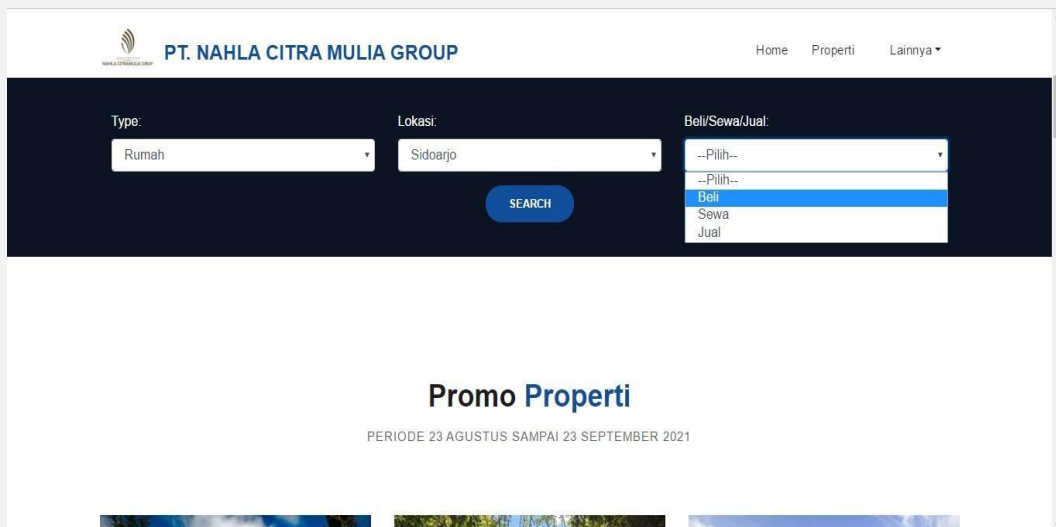 PT. NAHLA CITRA MULIA GROUP
Home Properti Lainnya
Type: Lokasi: Beli/Sewa/Jual:
Rumah Sidoarjo --Pilih--
--Pilih--
Beli
Sewa
Jual
SEARCH
Promo Properti
PERIODE 23 AGUSTUS SAMPAI 23 SEPTEMBER 2021